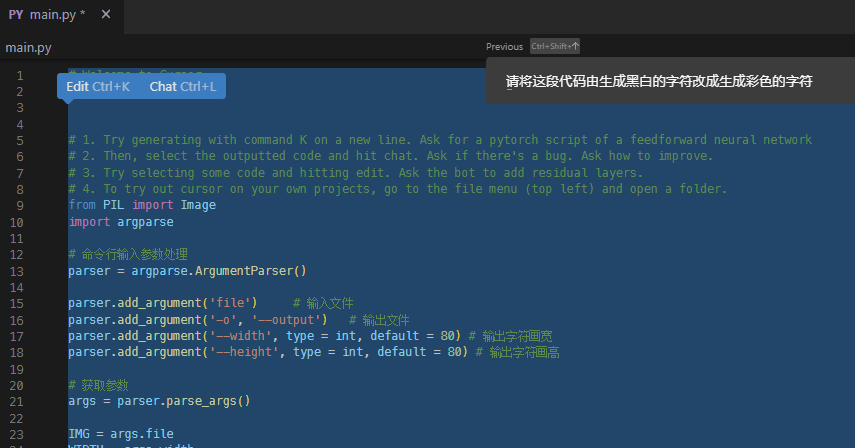 PY main.py * ×
main.py
Previous Ctrl+Shift+↑
请将这段代码由生成黑白的字符改成生成彩色的字符
Edit Ctrl+K Chat Ctrl+L
1
2
3
4
5 # 1. Try generating with command K on a new line. Ask for a pytorch script of a feedforward neural network
6 # 2. Then, select the outputted code and hit chat. Ask if there's a bug. Ask how to improve.
7 # 3. Try selecting some code and hitting edit. Ask the bot to add residual layers.
8 # 4. To try out cursor on your own projects, go to the file menu (top left) and open a folder.
9 from PIL import Image
10 import argparse
11
12 # 命令行输入参数处理
13 parser = argparse.ArgumentParser()
14
15 parser.add_argument('file') # 输入文件
16 parser.add_argument('—o', '——output') # 输出文件
17 parser.add_argument('——width', type = int, default = 80) # 输出字符画宽
18 parser.add_argument('——height', type = int, default = 80) # 输出字符画高
19
20 # 获取参数
21 args = parser.parse_args()
22
23 IMG = args.file